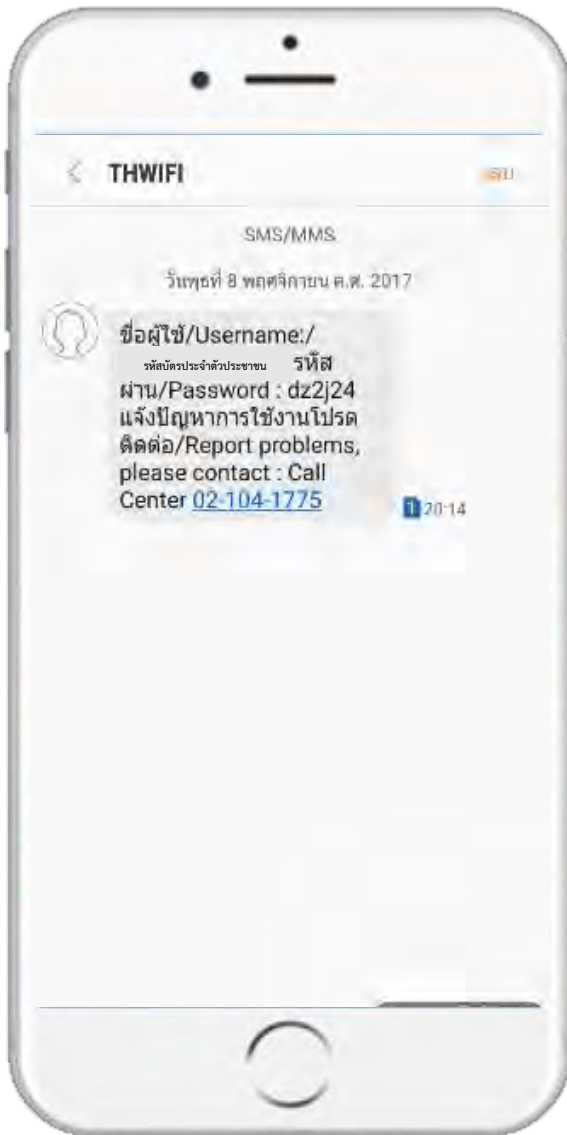 THWIFI
SMS/MMS
วันพุธที่ 8 พฤศจิกายน ค.ศ. 2017
ชื่อผู้ใช้/Username:/
รหัสบัตรประจำตัวประชาชน รหัส
ผ่าน/Password : dz2j24
แจ้งปัญหาการใช้งานโปรด
ติดต่อ/Report problems,
please contact : Call
Center 02-104-1775
1 20:14